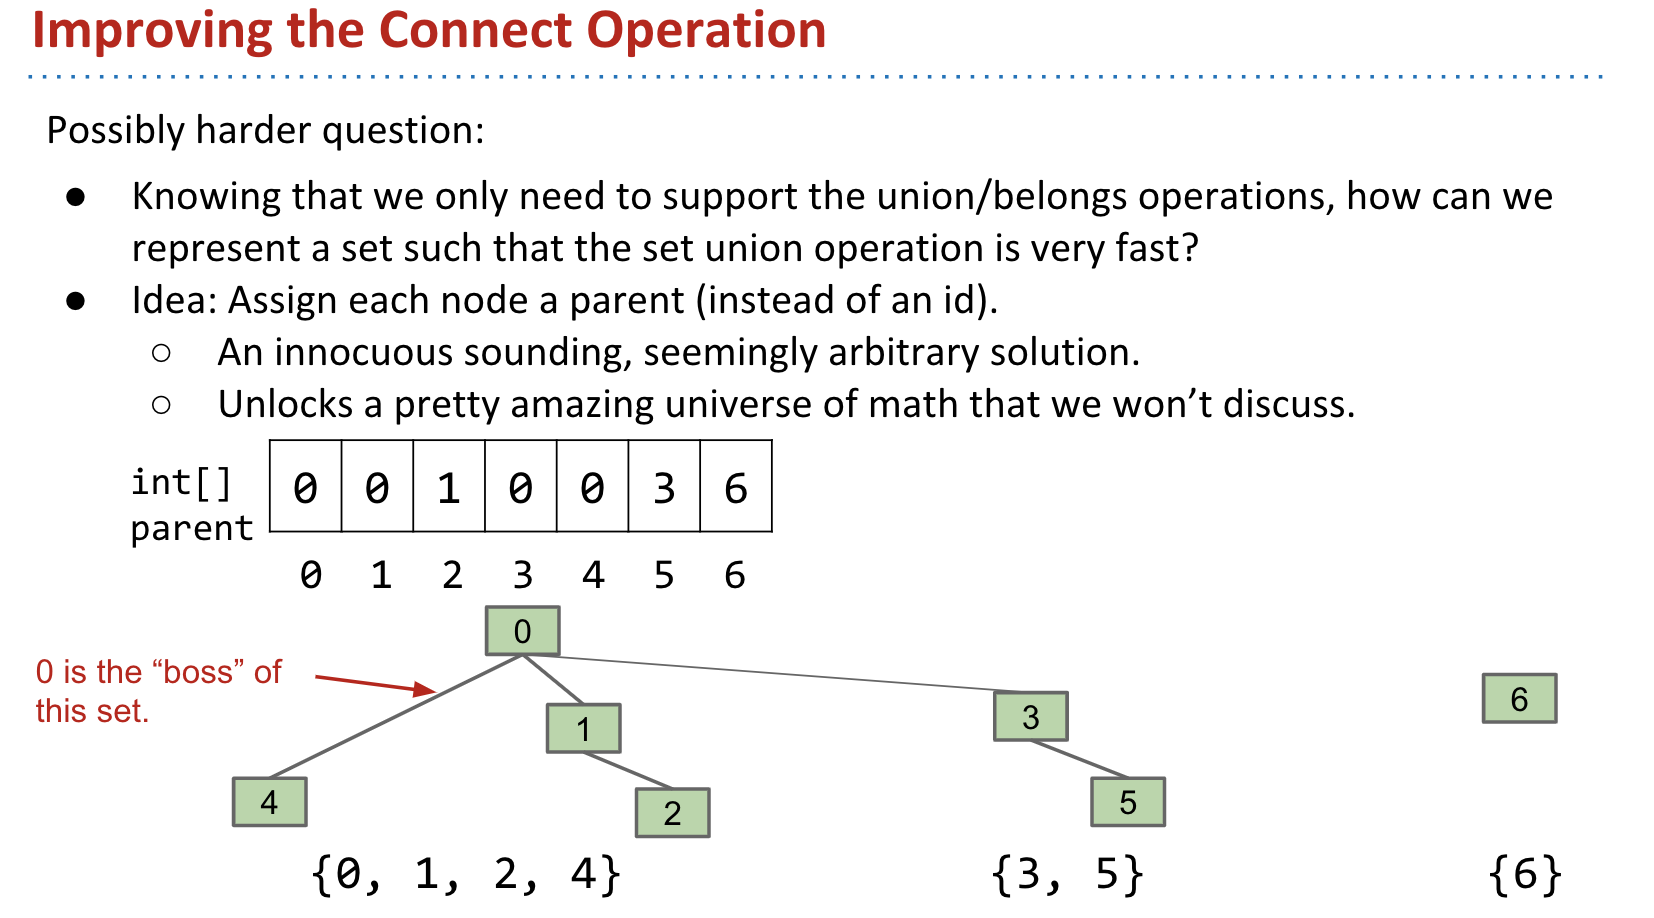 Improving the Connect Operation
Possibly harder question:
● Knowing that we only need to support the union/belongs operations, how can we
represent a set such that the set union operation is very fast?
● Idea: Assign each node a parent (instead of an id).
○ An innocuous sounding, seemingly arbitrary solution.
○ Unlocks a pretty amazing universe of math that we won’t discuss.
int[]
parent
0 0 1 0 0 3 6
0 1 2 3 4 5 6
0
0 is the “boss” of
this set.
1
3
6
4
2
5
{0, 1, 2, 4} {3, 5} {6}